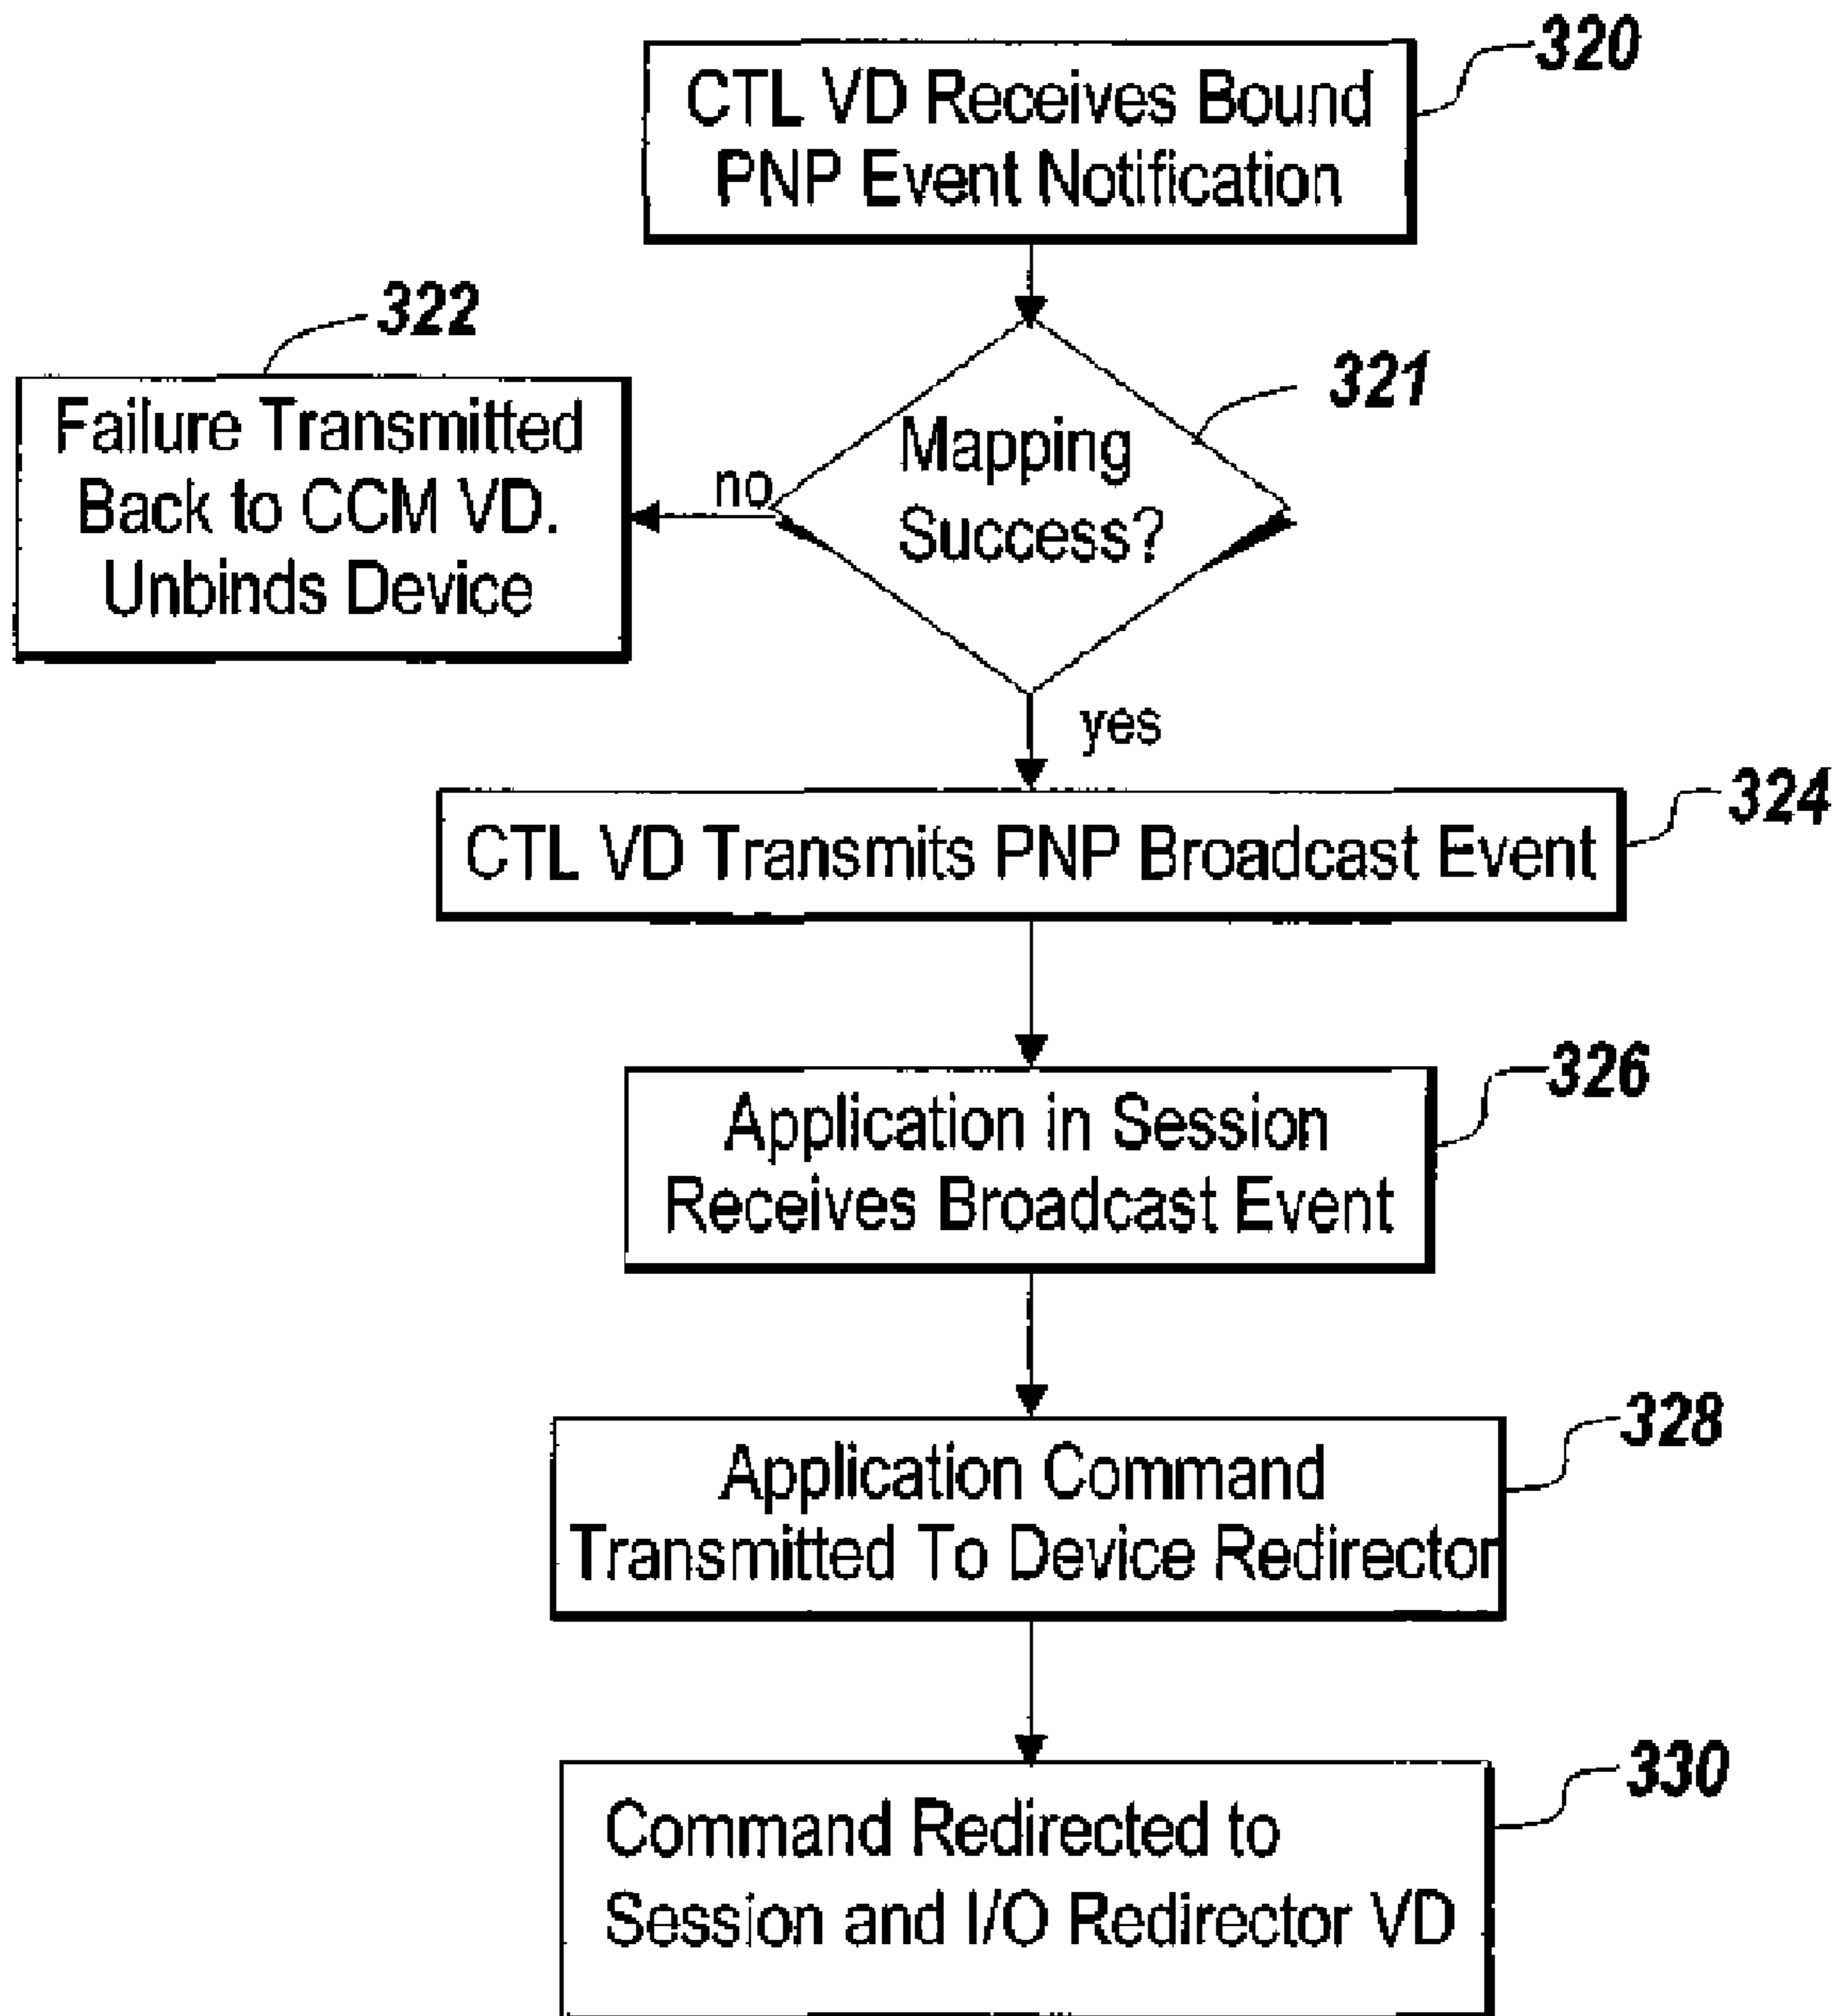 320
CTL VD Receives Bound
PNP Event Notification
322
Failure Transmitted
Back to CCM VD.
Unbinds Device
no
321
Mapping
Success?
yes
324
CTL VD Transmits PNP Broadcast Event
326
Application in Session
Receives Broadcast Event
328
Application Command
Transmitted To Device Redirector
330
Command Redirected to
Session and I/O Redirector VD